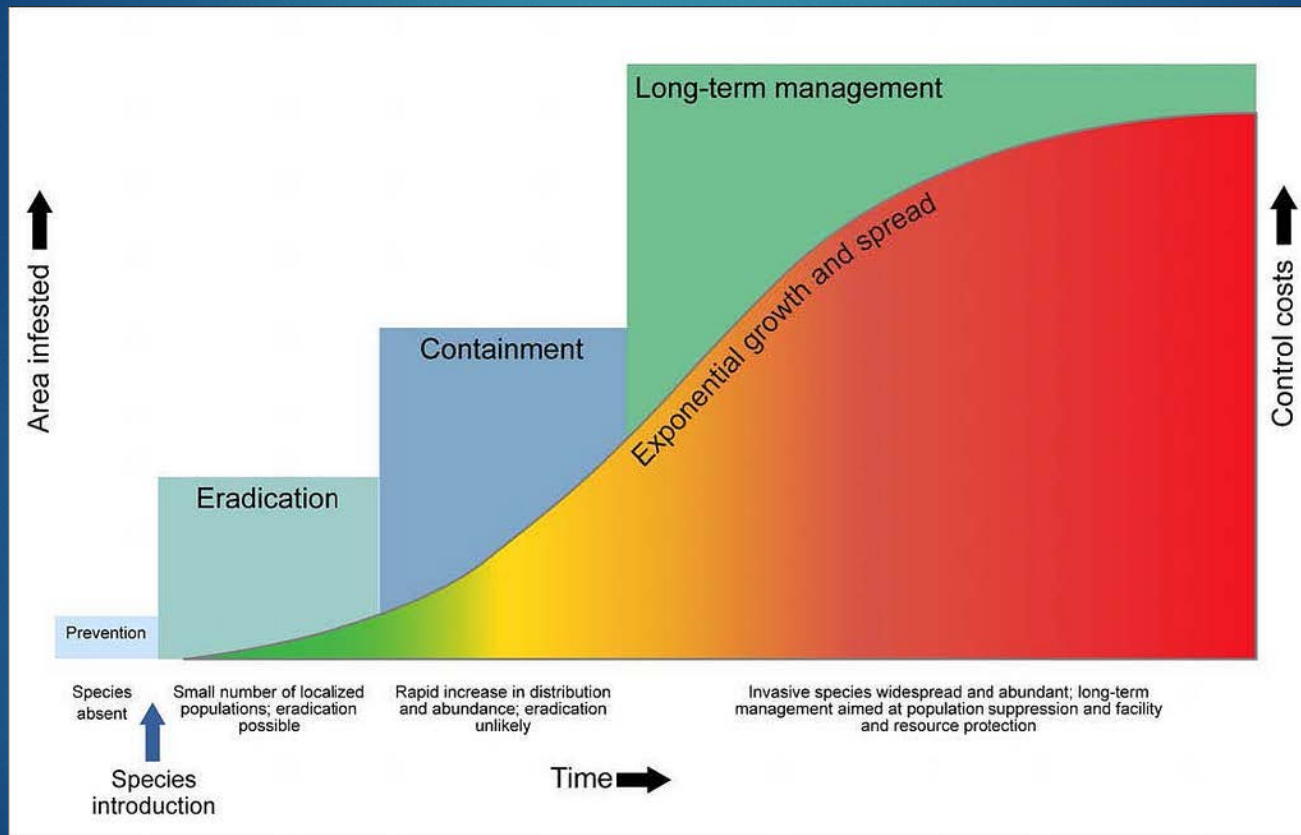 Long-term management
Area infested
Control costs
Exponential growth and spread
Containment
Eradication
Prevention
Species
absent
Small number of localized
populations; eradication
possible
Rapid increase in distribution
and abundance; eradication
unlikely
Invasive species widespread and abundant; long-term
management aimed at population suppression and facility
and resource protection
Species
introduction
Time